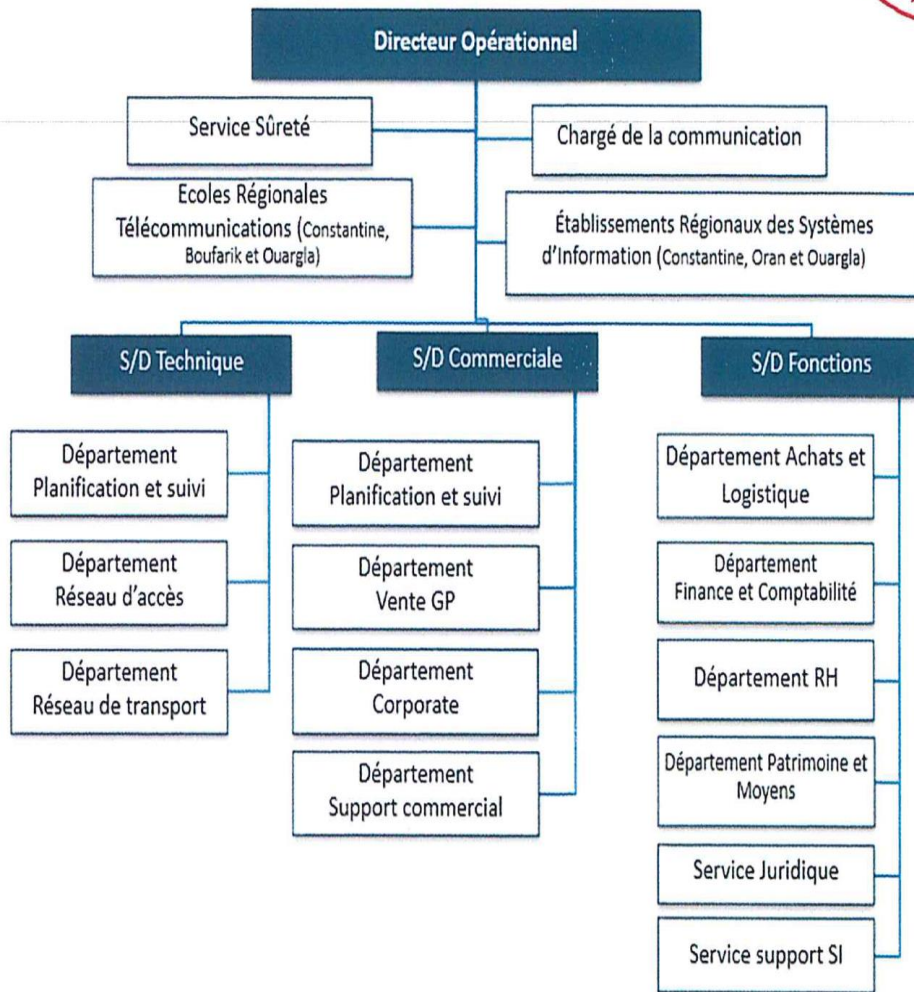 Directeur Opérationnel
Service Sûreté
Chargé de la communication
Ecoles Régionales
Télécommunications (Constantine,
Boufarik et Ouargla)
Établissements Régionaux des Systèmes
d'Information (Constantine, Oran et Ouargla)
S/D Technique
Département
Planification et suivi
Département
Réseau d'accès
Département
Réseau de transport
S/D Commerciale
Département
Planification et suivi
Département
Vente GP
Département
Corporate
Département
Support commercial
S/D Fonctions
Département Achats et
Logistique
Département
Finance et Comptabilité
Département RH
Département Patrimoine et
Moyens
Service Juridique
Service support SI